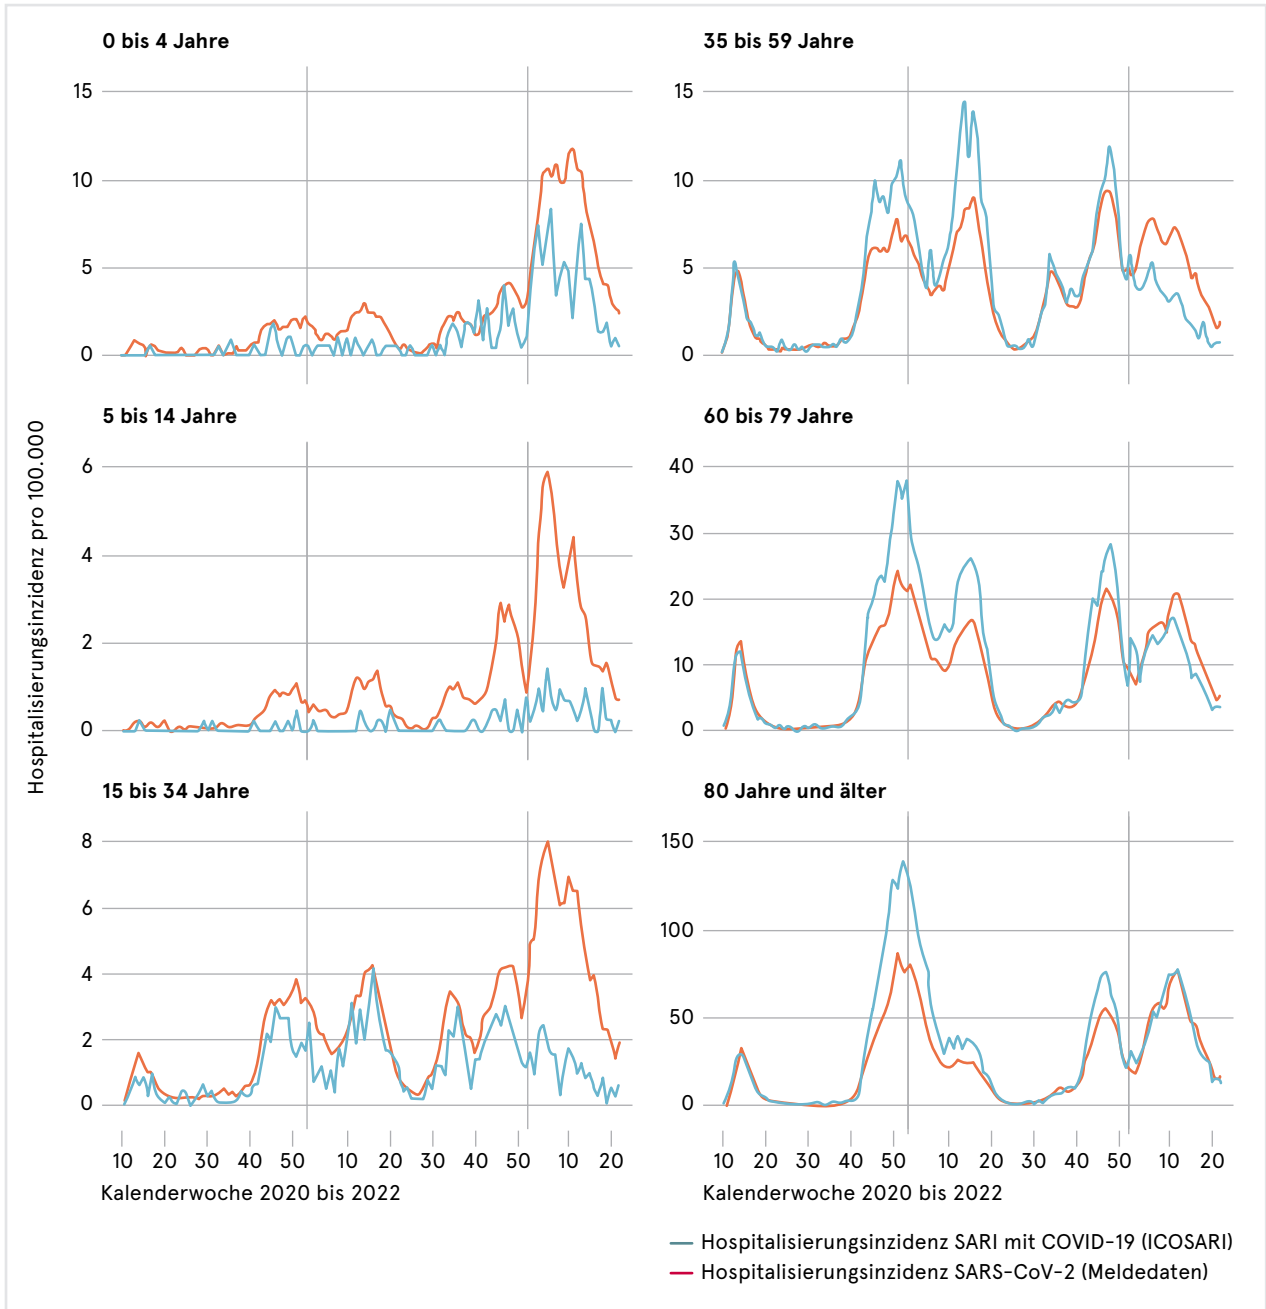 0 bis 4 Jahre
15
10
5
0
35 bis 59 Jahre
15
10
5
0
Hospitalisierungsinzidenz pro 100.000
5 bis 14 Jahre
6
4
2
0
60 bis 79 Jahre
40
30
20
10
0
15 bis 34 Jahre
8
6
4
2
0
10 20 30 40 50 10 20 30 40 50 10 20
Kalenderwoche 2020 bis 2022
80 Jahre und älter
150
100
50
0
10 20 30 40 50 10 20 30 40 50 10 20
Kalenderwoche 2020 bis 2022
Hospitalisierungsinzidenz SARI mit COVID-19 (ICOSARI)
Hospitalisierungsinzidenz SARS-CoV-2 (Meldedaten)